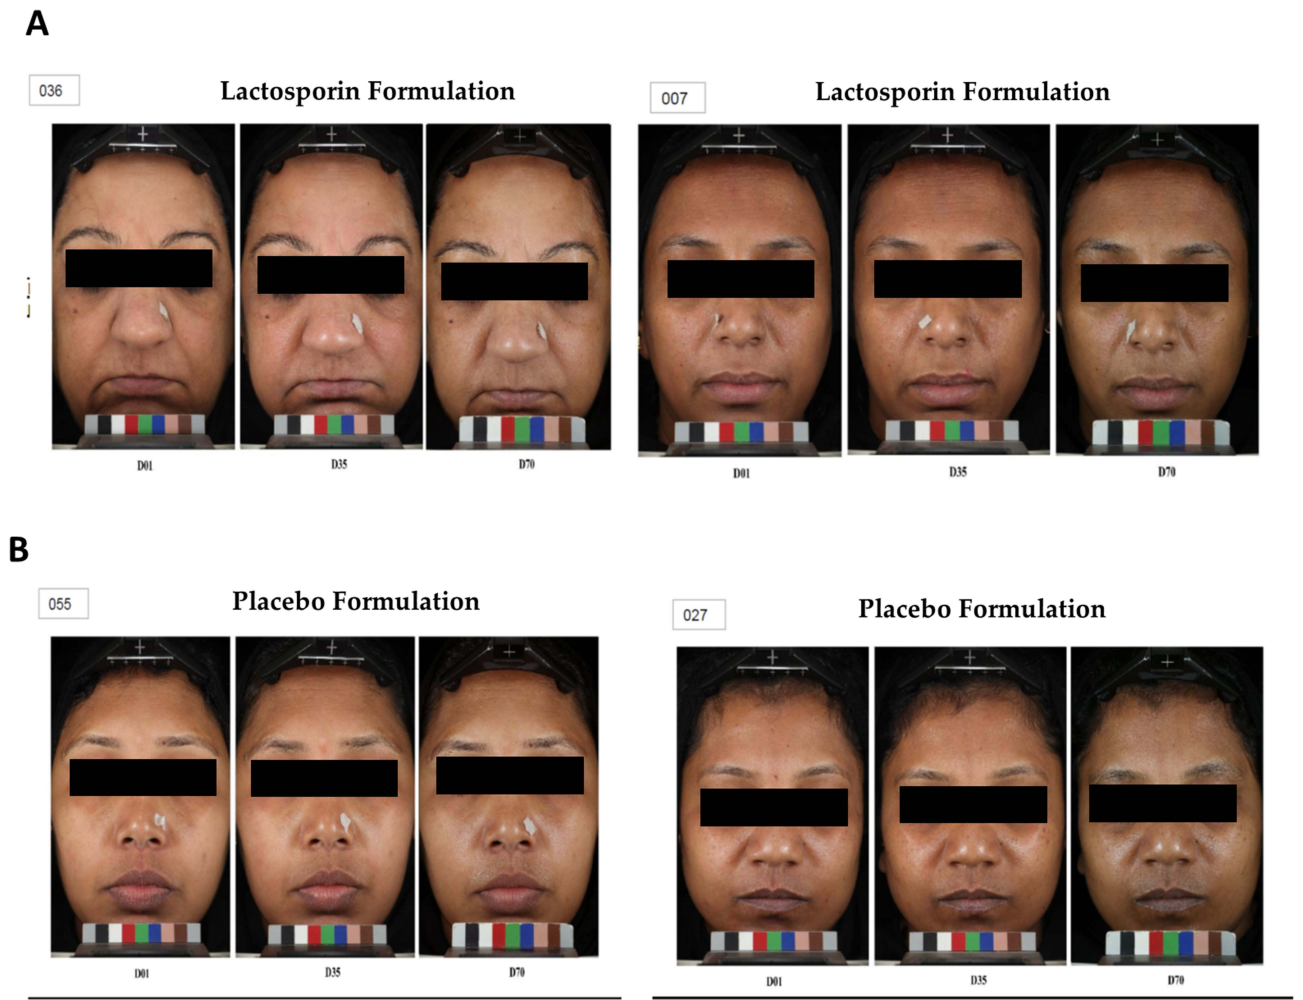 A
036
Lactosporin Formulation
007
Lactosporin Formulation
D01
D35
D70
D01
D35
D70
B
055
Placebo Formulation
027
Placebo Formulation
D01
D35
D70
D01
D35
D70